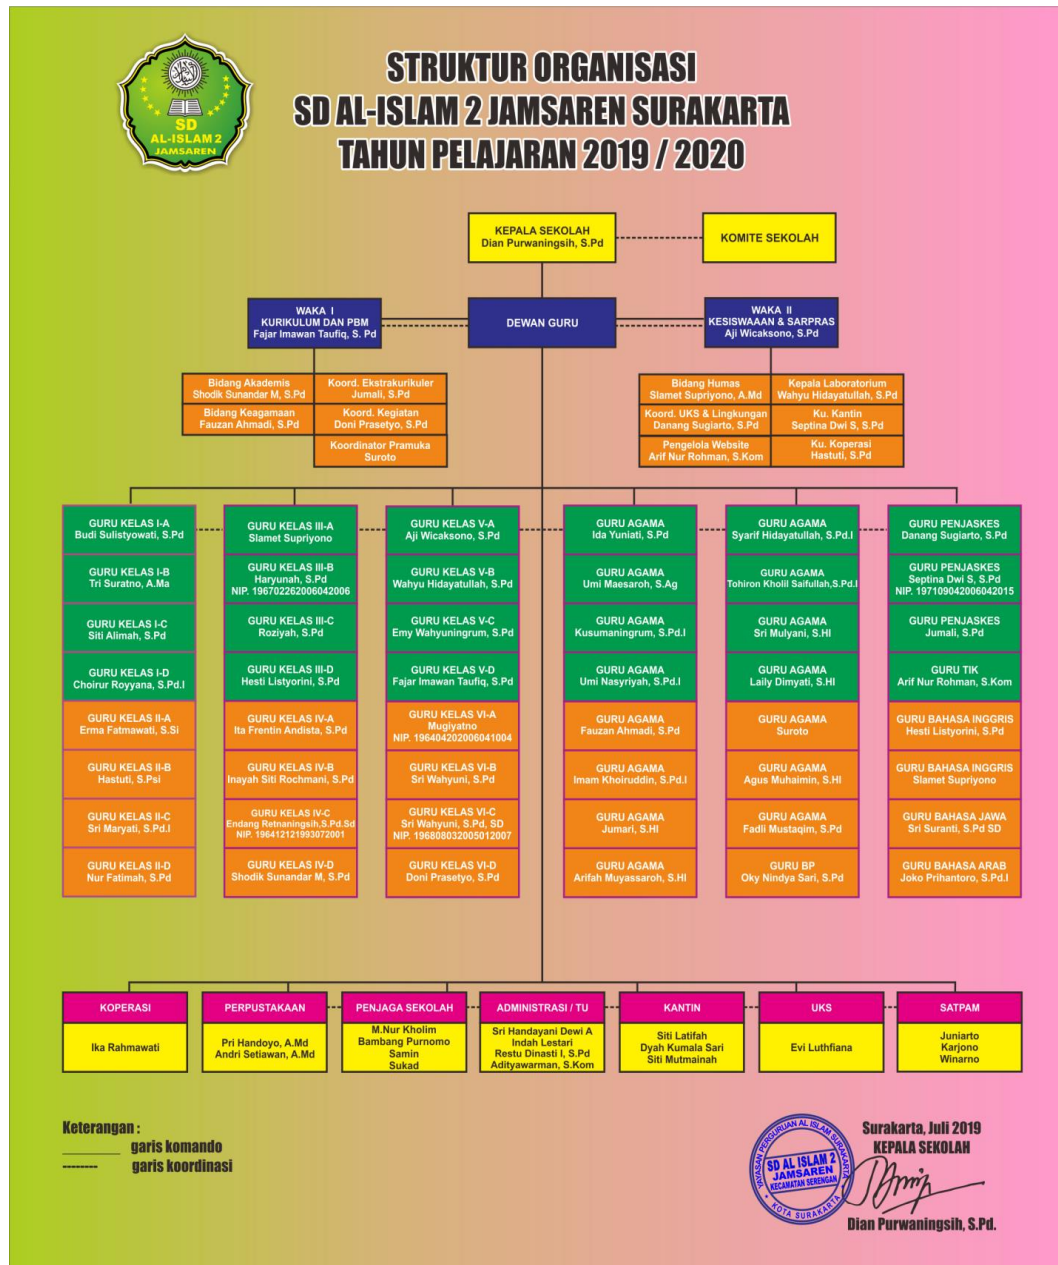 SD
AL-ISLAM 2
JAMSAREN
STRUKTUR ORGANISASI
SD AL-ISLAM 2 JAMSAREN SURAKARTA
TAHUN PELAJARAN 2019 / 2020
KEPALA SEKOLAH
Dian Purwaningsih, S.Pd
KOMITE SEKOLAH
WAKA I
KURIKULUM DAN PBM
Fajar Imawan Taufiq, S. Pd
DEWAN GURU
WAKA II
KESISWAAAN & SARPRAS
Aji Wicaksono, S.Pd
Bidang Akademis
Shodik Sunandar M, S.Pd
Koord. Ekstrakurikuler
Jumali, S.Pd
Bidang Keagamaan
Fauzan Ahmadi, S.Pd
Koord. Kegiatan
Doni Prasetyo, S.Pd
Koordinator Pramuka
Suroto
Bidang Humas
Slamet Supriyono, A.Md
Kepala Laboratorium
Wahyu Hidayatullah, S.Pd
Koord. UKS & Lingkungan
Danang Sugiarto, S.Pd
Ku. Kantin
Septina Dwi S, S.Pd
Pengelola Website
Arif Nur Rohman, S.Kom
Ku. Koperasi
Hastuti, S.Pd
GURU KELAS I-A
Budi Sulistyowati, S.Pd
GURU KELAS I-B
Tri Suratno, A.Ma
GURU KELAS I-C
Siti Alimah, S.Pd
GURU KELAS I-D
Choirur Royyana, S.Pd.I
GURU KELAS II-A
Erma Fatmawati, S.Si
GURU KELAS II-B
Hastuti, S.Psi
GURU KELAS II-C
Sri Maryati, S.Pd.I
GURU KELAS II-D
Nur Fatimah, S.Pd
GURU KELAS III-A
Slamet Supriyono
GURU KELAS III-B
Haryunah, S.Pd
NIP. 196702262006042006
GURU KELAS III-C
Roziyah, S.Pd
GURU KELAS III-D
Hesti Listyorini, S.Pd
GURU KELAS IV-A
Ita Frentin Andista, S.Pd
GURU KELAS IV-B
Inayah Siti Rochmani, S.Pd
GURU KELAS IV-C
Endang Retnaningsih,S.Pd.Sd
NIP. 196412121993072001
GURU KELAS IV-D
Shodik Sunandar M, S.Pd
GURU KELAS V-A
Aji Wicaksono, S.Pd
GURU KELAS V-B
Wahyu Hidayatullah, S.Pd
GURU KELAS V-C
Emy Wahyuningrum, S.Pd
GURU KELAS V-D
Fajar Imawan Taufiq, S.Pd
GURU KELAS VI-A
Mugiyatno
NIP. 196404202006041004
GURU KELAS VI-B
Sri Wahyuni, S.Pd
GURU KELAS VI-C
Sri Wahyuni, S.Pd, SD
NIP. 196808032005012007
GURU KELAS VI-D
Doni Prasetyo, S.Pd
GURU AGAMA
Ida Yuniati, S.Pd
GURU AGAMA
Umi Maesaroh, S.Ag
GURU AGAMA
Kusumaningrum, S.Pd.I
GURU AGAMA
Umi Nasyriyah, S.Pd.I
GURU AGAMA
Fauzan Ahmadi, S.Pd
GURU AGAMA
Imam Khoiruddin, S.Pd.I
GURU AGAMA
Jumari, S.HI
GURU AGAMA
Arifah Muyassaroh, S.HI
GURU AGAMA
Syarif Hidayatullah, S.Pd.I
GURU AGAMA
Tohiron Kholil Saifullah,S.Pd.I
GURU AGAMA
Sri Mulyani, S.HI
GURU AGAMA
Laily Dimyati, S.HI
GURU AGAMA
Suroto
GURU AGAMA
Agus Muhaimin, S.HI
GURU AGAMA
Fadli Mustaqim, S.Pd
GURU BP
Oky Nindya Sari, S.Pd
GURU PENJASKES
Danang Sugiarto, S.Pd
GURU PENJASKES
Septina Dwi S, S.Pd
NIP. 197109042006042015
GURU PENJASKES
Jumali, S.Pd
GURU TIK
Arif Nur Rohman, S.Kom
GURU BAHASA INGGRIS
Hesti Listyorini, S.Pd
GURU BAHASA INGGRIS
Slamet Supriyono
GURU BAHASA JAWA
Sri Suranti, S.Pd SD
GURU BAHASA ARAB
Joko Prihantoro, S.Pd.I
KOPERASI
Ika Rahmawati
PERPUSTAKAAN
Pri Handoyo, A.Md
Andri Setiawan, A.Md
PENJAGA SEKOLAH
M.Nur Kholim
Bambang Purnomo
Samin
Sukad
ADMINISTRASI / TU
Sri Handayani Dewi A
Indah Lestari
Restu Dinasti I, S.Pd
Adityawarman, S.Kom
KANTIN
Siti Latifah
Dyah Kumala Sari
Siti Mutmainah
UKS
Evi Luthfiana
SATPAM
Juniarto
Karjono
Winarno
Keterangan :
garis komando
garis koordinasi
Surakarta, Juli 2019
KEPALA SEKOLAH
YAYASAN PERGURUAN AL ISLAM SURAKARTA
SD AL ISLAM 2
JAMSAREN
KECAMATAN SERENGAN
KOTA SURAKARTA
Dian Purwaningsih, S.Pd.